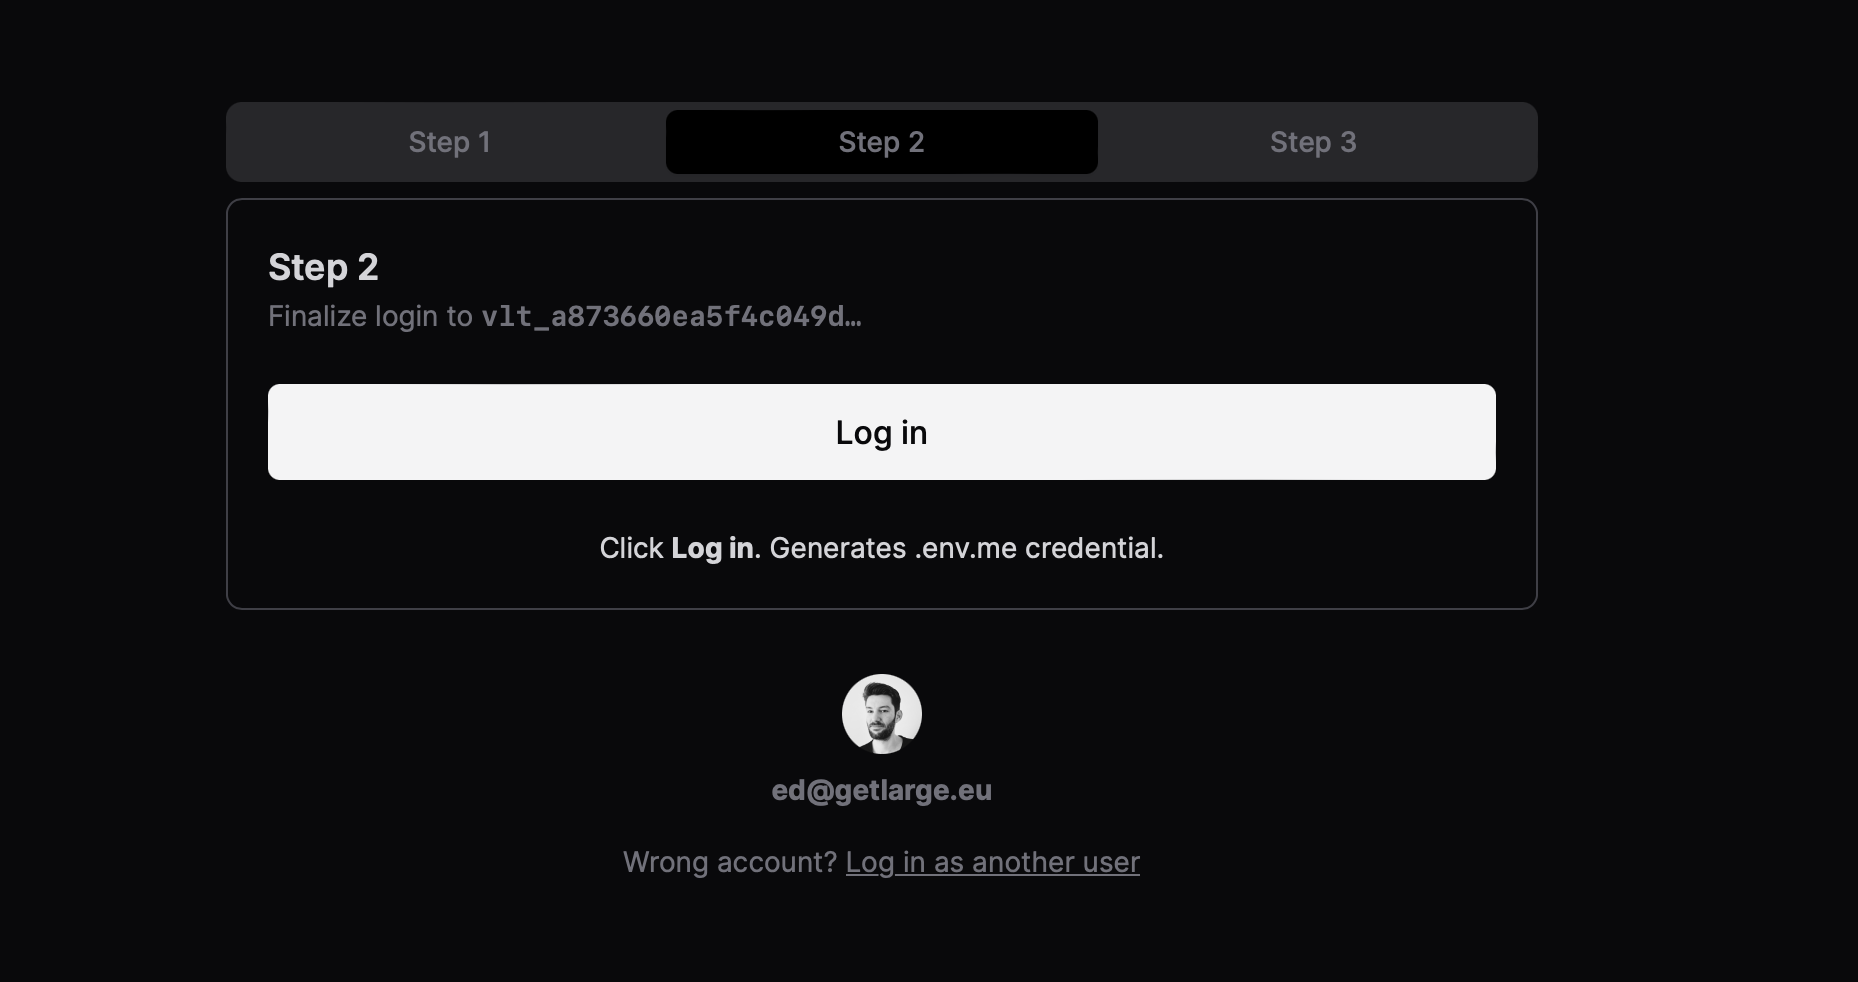 Step 1
Step 2
Step 3
Step 2
Finalize login to vlt_a873660ea5f4c049d…
Log in
Click Log in. Generates .env.me credential.
ed@getlarge.eu
Wrong account? Log in as another user